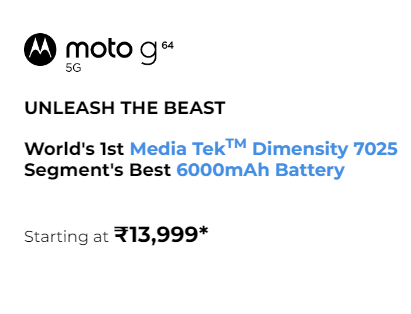 moto g 64
5G
UNLEASH THE BEAST
World's 1st Media Tek™ Dimensity 7025
Segment's Best 6000mAh Battery
Starting at ₹13,999*